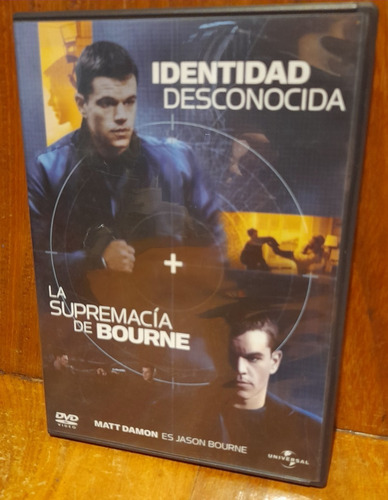 IDENTIDAD
DESCONOCIDA
+
LA
SUPREMACÍA
DE BOURNE
DVD
VIDEO
MATT DAMON ES JASON BOURNE
UNIVERSAL